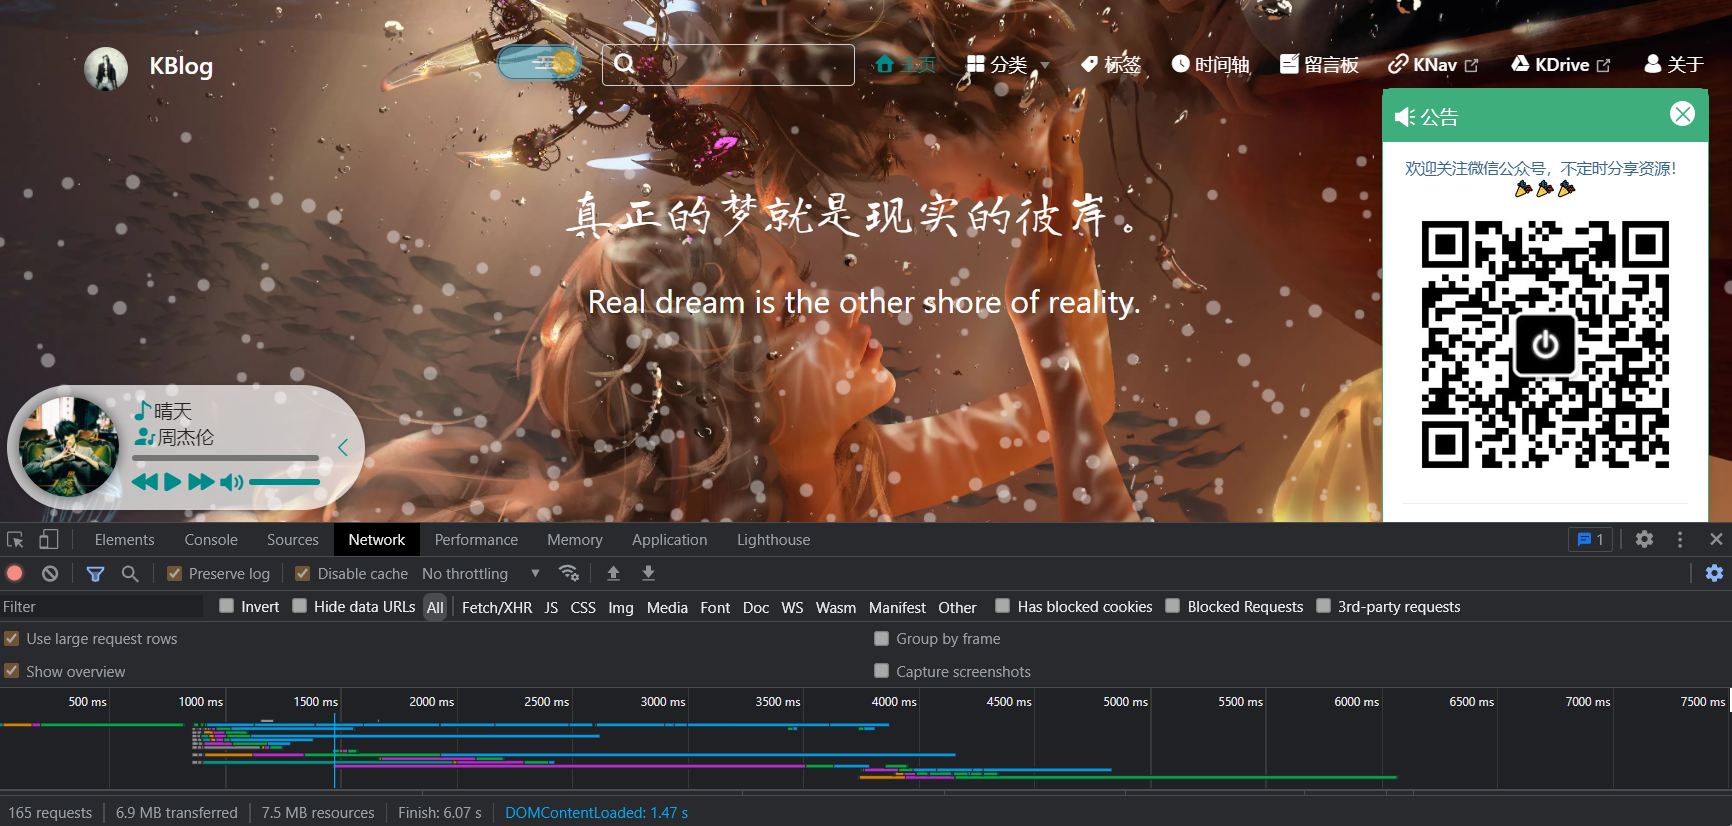 KBlog
主页
分类
标签
时间轴
留言板
KNav
KDrive
关于
公告
欢迎关注微信公众号，不定时分享资源！
真正的梦就是现实的彼岸。
Real dream is the other shore of reality.
晴天
周杰伦
Elements Console Sources Network Performance Memory Application Lighthouse 1
Preserve log Disable cache No throttling
Filter Invert Hide data URLs All Fetch/XHR JS CSS Img Media Font Doc WS Wasm Manifest Other Has blocked cookies Blocked Requests 3rd-party requests
Use large request rows Group by frame
Show overview Capture screenshots
500 ms 1000 ms 1500 ms 2000 ms 2500 ms 3000 ms 3500 ms 4000 ms 4500 ms 5000 ms 5500 ms 6000 ms 6500 ms 7000 ms 7500 ms
165 requests 6.9 MB transferred 7.5 MB resources Finish: 6.07 s DOMContentLoaded: 1.47 s